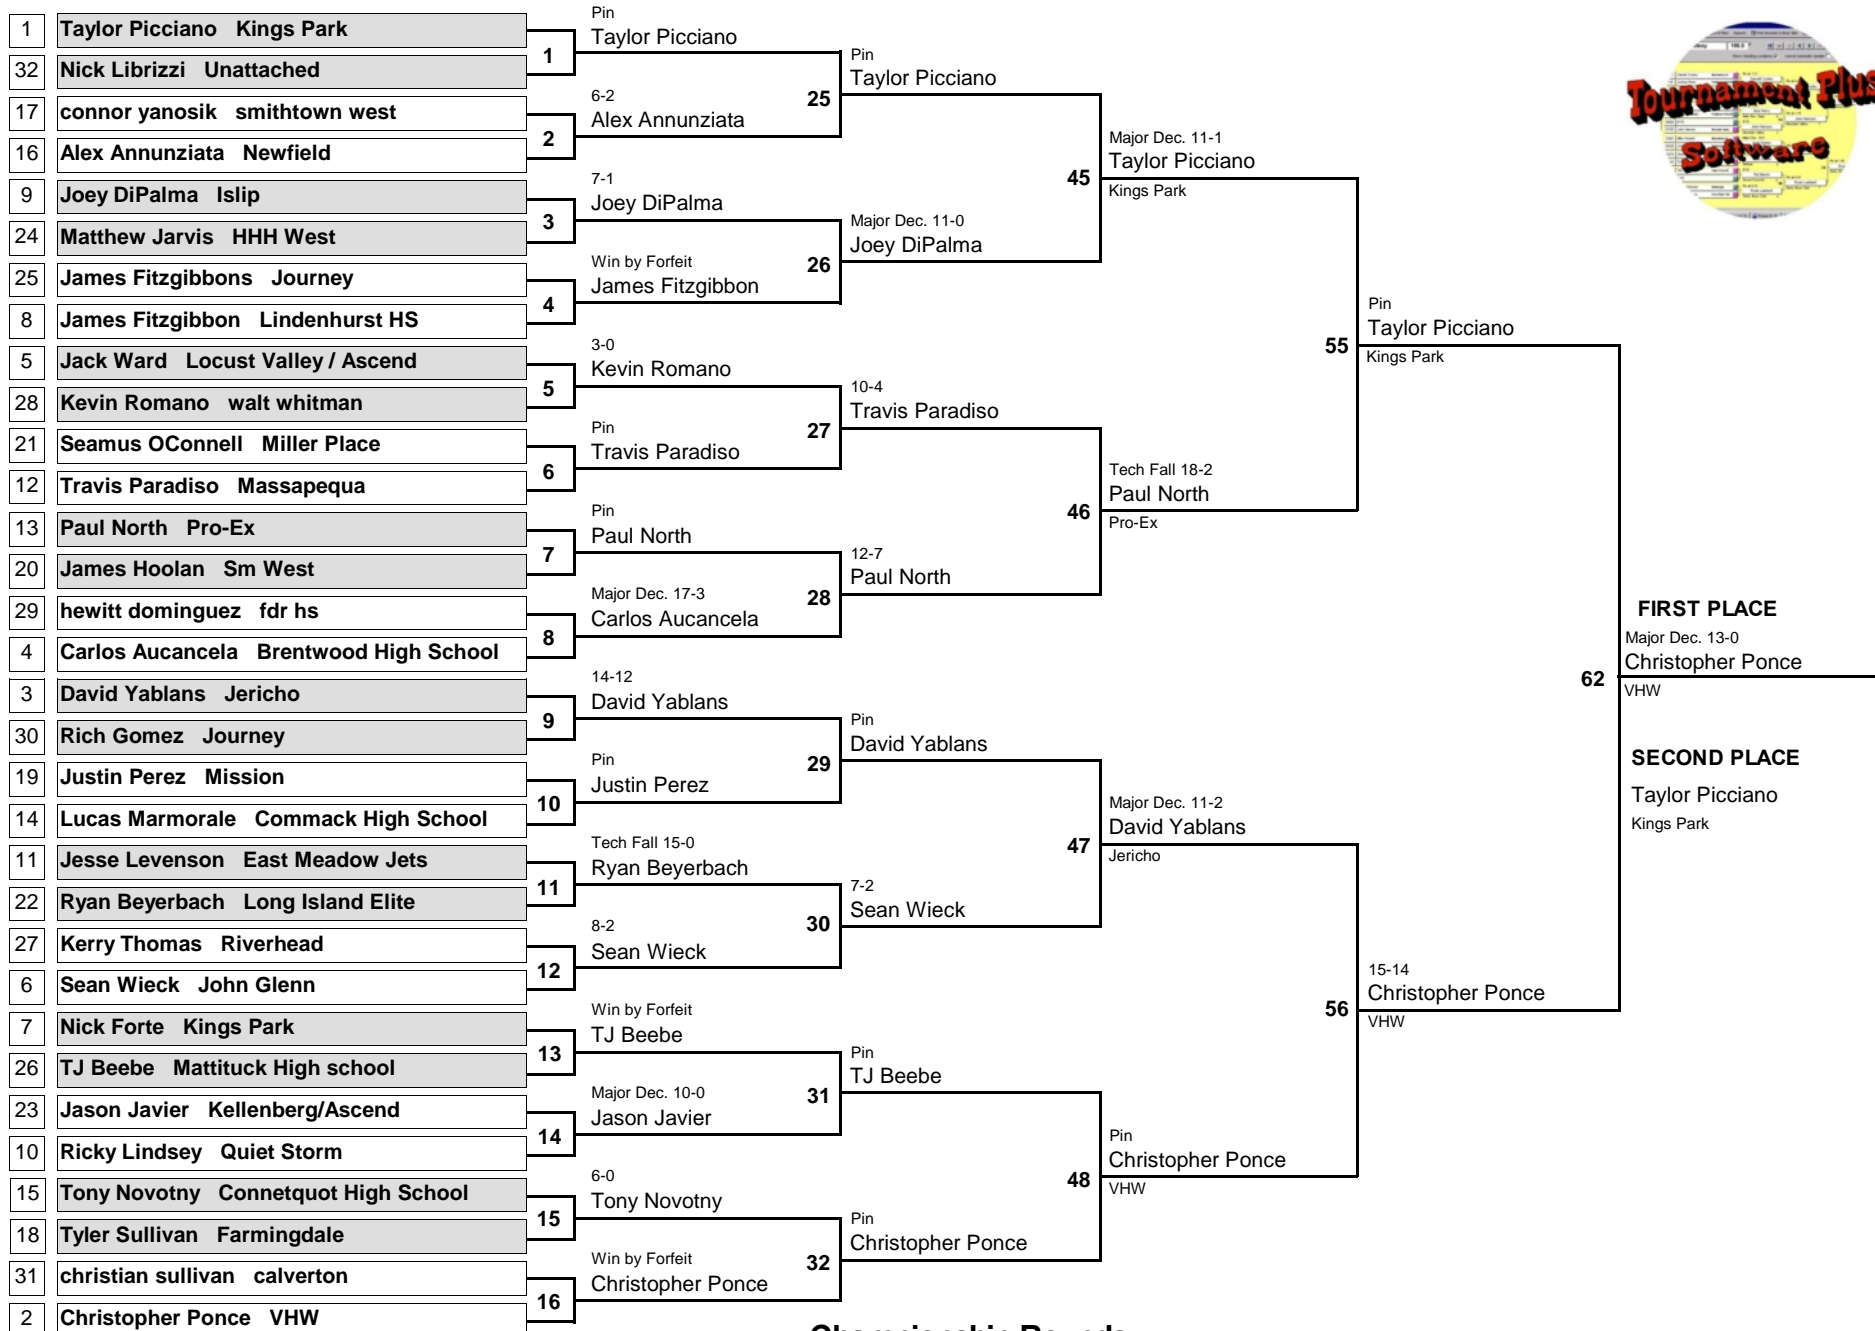 1 Taylor Picciano Kings Park
32 Nick Librizzi Unattached
17 connor yanosik smithtown west
16 Alex Annunziata Newfield
9 Joey DiPalma Islip
24 Matthew Jarvis HHH West
25 James Fitzgibbons Journey
8 James Fitzgibbon Lindenhurst HS
5 Jack Ward Locust Valley / Ascend
28 Kevin Romano walt whitman
21 Seamus OConnell Miller Place
12 Travis Paradiso Massapequa
13 Paul North Pro-Ex
20 James Hoolan Sm West
29 hewitt dominguez fdr hs
4 Carlos Aucancela Brentwood High School
3 David Yablans Jericho
30 Rich Gomez Journey
19 Justin Perez Mission
14 Lucas Marmorale Commack High School
11 Jesse Levenson East Meadow Jets
22 Ryan Beyerbach Long Island Elite
27 Kerry Thomas Riverhead
6 Sean Wieck John Glenn
7 Nick Forte Kings Park
26 TJ Beebe Mattituck High school
23 Jason Javier Kellenberg/Ascend
10 Ricky Lindsey Quiet Storm
15 Tony Novotny Connetquot High School
18 Tyler Sullivan Farmingdale
31 christian sullivan calverton
2 Christopher Ponce VHW
1
2
3
4
5
6
7
8
9
10
11
12
13
14
15
16
Pin
Taylor Picciano
6-2
Alex Annunziata
7-1
Joey DiPalma
Win by Forfeit
James Fitzgibbon
3-0
Kevin Romano
Pin
Travis Paradiso
Pin
Paul North
Major Dec. 17-3
Carlos Aucancela
14-12
David Yablans
Pin
Justin Perez
Tech Fall 15-0
Ryan Beyerbach
8-2
Sean Wieck
Win by Forfeit
TJ Beebe
Major Dec. 10-0
Jason Javier
6-0
Tony Novotny
Win by Forfeit
Christopher Ponce
25
26
27
28
29
30
31
32
Pin
Taylor Picciano
Major Dec. 11-0
Joey DiPalma
10-4
Travis Paradiso
12-7
Paul North
Pin
David Yablans
7-2
Sean Wieck
Pin
TJ Beebe
Pin
Christopher Ponce
45
46
47
48
Major Dec. 11-1
Taylor Picciano
Kings Park
Tech Fall 18-2
Paul North
Pro-Ex
Major Dec. 11-2
David Yablans
Jericho
Pin
Christopher Ponce
VHW
55
56
Pin
Taylor Picciano
Kings Park
15-14
Christopher Ponce
VHW
62
FIRST PLACE
Major Dec. 13-0
Christopher Ponce
VHW
SECOND PLACE
Taylor Picciano
Kings Park
Tournament Plus
Software
Championship Rounds